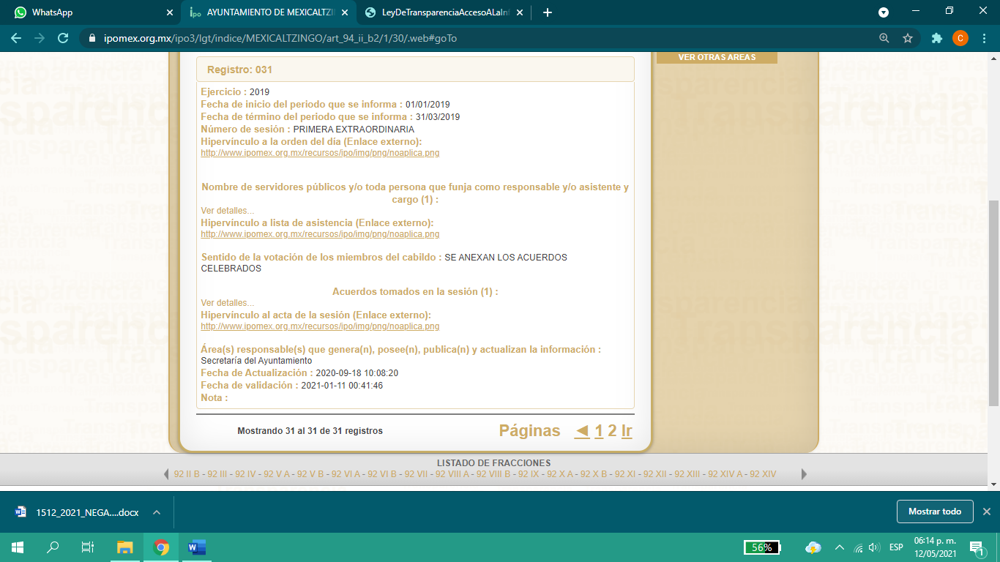 WhatsApp
ipo AYUNTAMIENTO DE MEXICALTZI
LeyDeTransparenciaAccesoALaInf
ipomex.org.mx/ipo3/lgt/indice/MEXICALTZINGO/art_94_ii_b2/1/30/.web#goTo
C
VER OTRAS AREAS
Registro: 031
Ejercicio : 2019
Fecha de inicio del periodo que se informa : 01/01/2019
Fecha de término del periodo que se informa : 31/03/2019
Número de sesión : PRIMERA EXTRAORDINARIA
Hipervínculo a la orden del dia (Enlace externo):
http://www.ipomex.org.mx/recursos/ipo/img/png/noaplica.png
Nombre de servidores públicos y/o toda persona que funja como responsable y/o asistente y
cargo (1) :
Ver detalles...
Hipervínculo a lista de asistencia (Enlace externo):
http://www.ipomex.org.mx/recursos/ipo/img/png/noaplica.png
Sentido de la votación de los miembros del cabildo : SE ANEXAN LOS ACUERDOS
CELEBRADOS
Acuerdos tomados en la sesión (1) :
Ver detalles...
Hipervínculo al acta de la sesión (Enlace externo):
http://www.ipomex.org.mx/recursos/ipo/img/png/noaplica.png
Área(s) responsable(s) que genera(n), posee(n), publica(n) y actualizan la información :
Secretaría del Ayuntamiento
Fecha de Actualización : 2020-09-18 10:08:20
Fecha de validación : 2021-01-11 00:41:46
Nota :
Mostrando 31 al 31 de 31 registros
Páginas ◄ 1 2 Ir
LISTADO DE FRACCIONES
92 II B - 92 III - 92 IV - 92 V A - 92 V B - 92 VI A - 92 VI B - 92 VII - 92 VIII A - 92 VIII B - 92 IX - 92 X A - 92 X B - 92 XI - 92 XII - 92 XIII - 92 XIV A - 92 XIV
1512_2021_NEGA....docx
Mostrar todo
56%
ESP
06:14 p. m.
12/05/2021
1